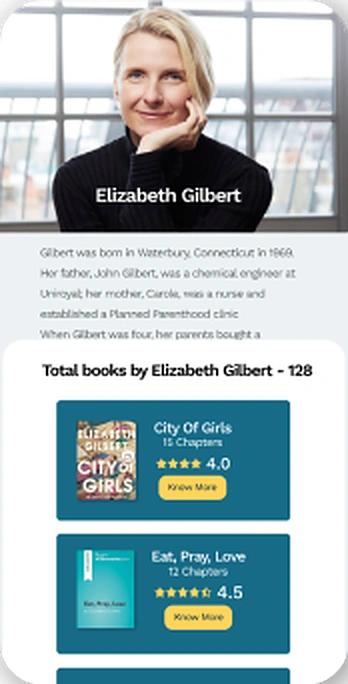 Elizabeth Gilbert
Gilbert was born in Waterbury, Connecticut in 1969.
Her father, John Gilbert, was a chemical engineer at
Uniroyal; her mother, Carole, was a nurse and
established a Planned Parenthood clinic
When Gilbert was four, her parents bought a
Total books by Elizabeth Gilbert - 128
ELIZABETH
GILBERT
CITY OF
GIRLS
City Of Girls
15 Chapters
4.0
Know More
Eat, Pray, Love
Eat, Pray, Love
12 Chapters
4.5
Know More